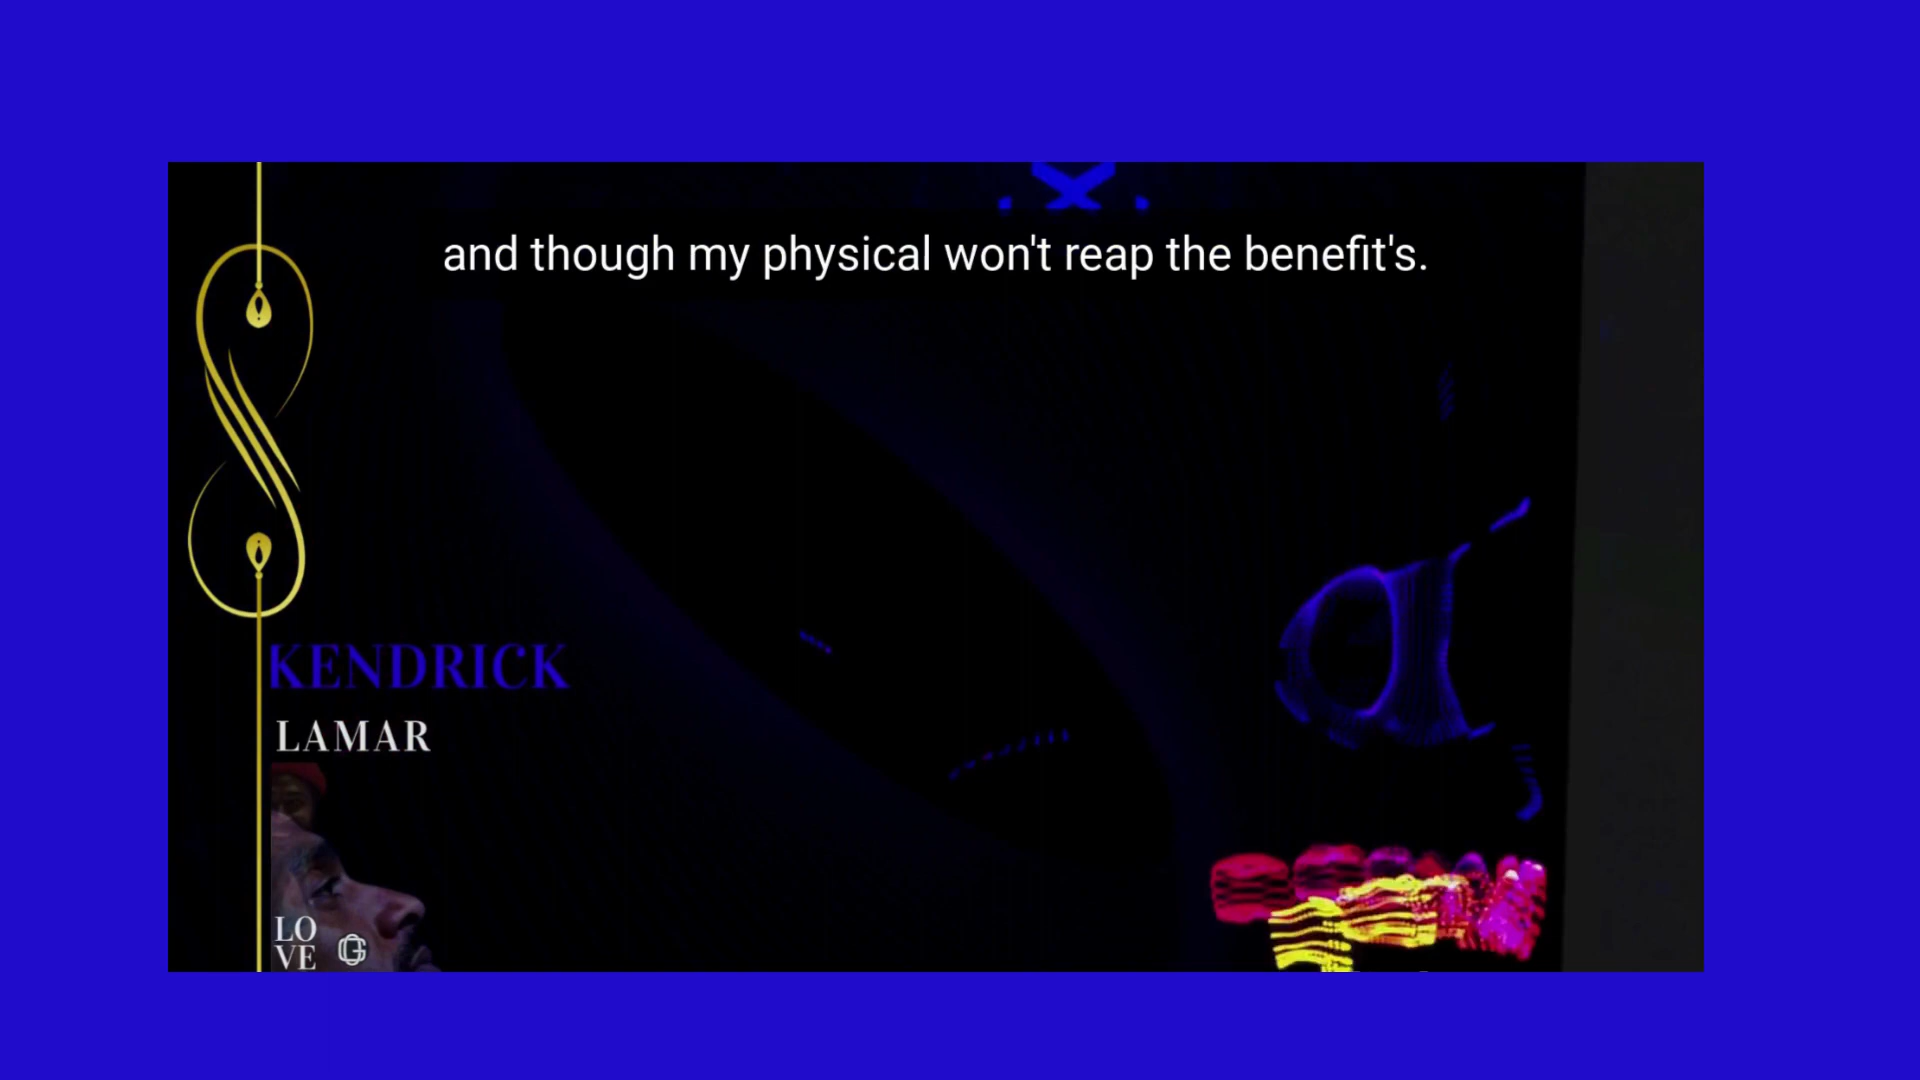 and though my physical won't reap the benefit's.
KENDRICK
LAMAR
LO
VE